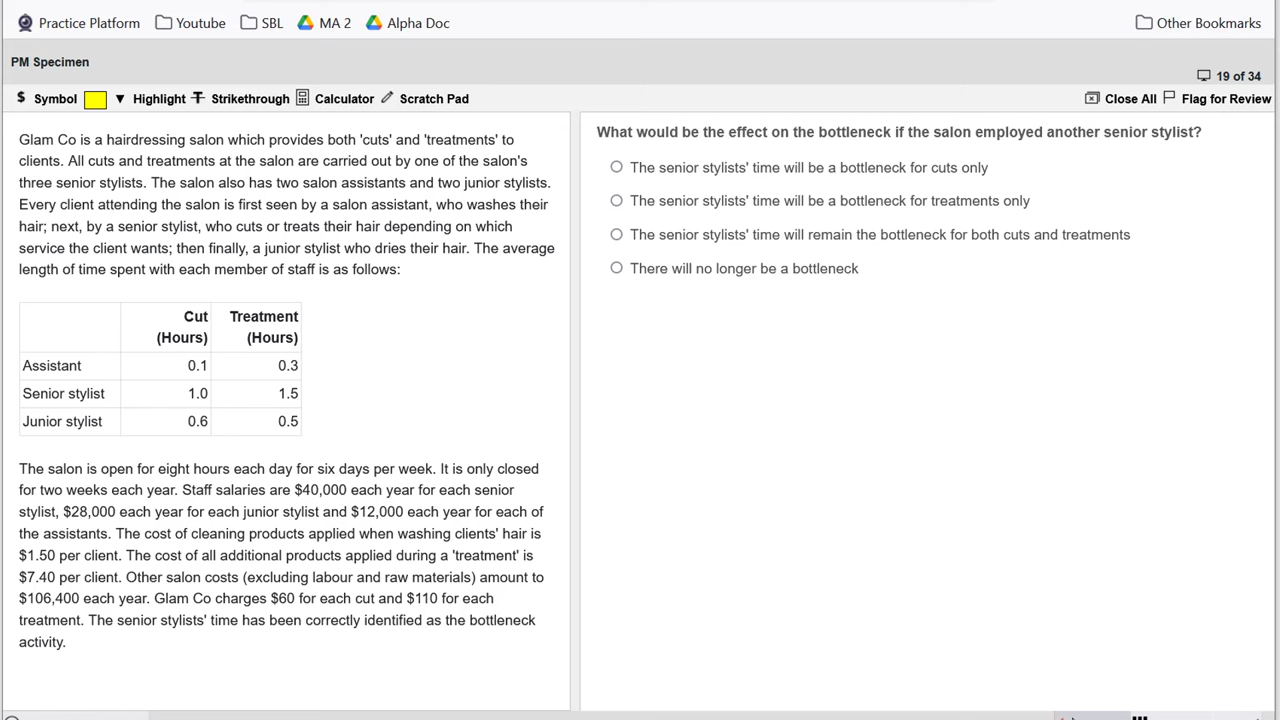 Practice Platform Youtube SBL MA 2 Alpha Doc Other Bookmarks
PM Specimen
19 of 34
$ Symbol ▼ Highlight T Strikethrough Calculator Scratch Pad Close All Flag for Review
Glam Co is a hairdressing salon which provides both 'cuts' and 'treatments' to
clients. All cuts and treatments at the salon are carried out by one of the salon's
three senior stylists. The salon also has two salon assistants and two junior stylists.
Every client attending the salon is first seen by a salon assistant, who washes their
hair; next, by a senior stylist, who cuts or treats their hair depending on which
service the client wants; then finally, a junior stylist who dries their hair. The average
length of time spent with each member of staff is as follows:
Cut Treatment
(Hours) (Hours)
Assistant 0.1 0.3
Senior stylist 1.0 1.5
Junior stylist 0.6 0.5
The salon is open for eight hours each day for six days per week. It is only closed
for two weeks each year. Staff salaries are $40,000 each year for each senior
stylist, $28,000 each year for each junior stylist and $12,000 each year for each of
the assistants. The cost of cleaning products applied when washing clients' hair is
$1.50 per client. The cost of all additional products applied during a 'treatment' is
$7.40 per client. Other salon costs (excluding labour and raw materials) amount to
$106,400 each year. Glam Co charges $60 for each cut and $110 for each
treatment. The senior stylists' time has been correctly identified as the bottleneck
activity.
What would be the effect on the bottleneck if the salon employed another senior stylist?
The senior stylists' time will be a bottleneck for cuts only
The senior stylists' time will be a bottleneck for treatments only
The senior stylists' time will remain the bottleneck for both cuts and treatments
There will no longer be a bottleneck